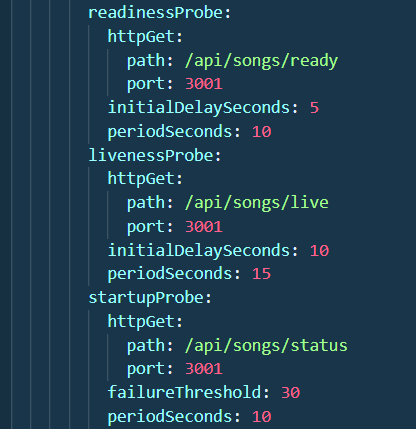 readinessProbe:
httpGet:
path: /api/songs/ready
port: 3001
initialDelaySeconds: 5
periodSeconds: 10
livenessProbe:
httpGet:
path: /api/songs/live
port: 3001
initialDelaySeconds: 10
periodSeconds: 15
startupProbe:
httpGet:
path: /api/songs/status
port: 3001
failureThreshold: 30
periodSeconds: 10